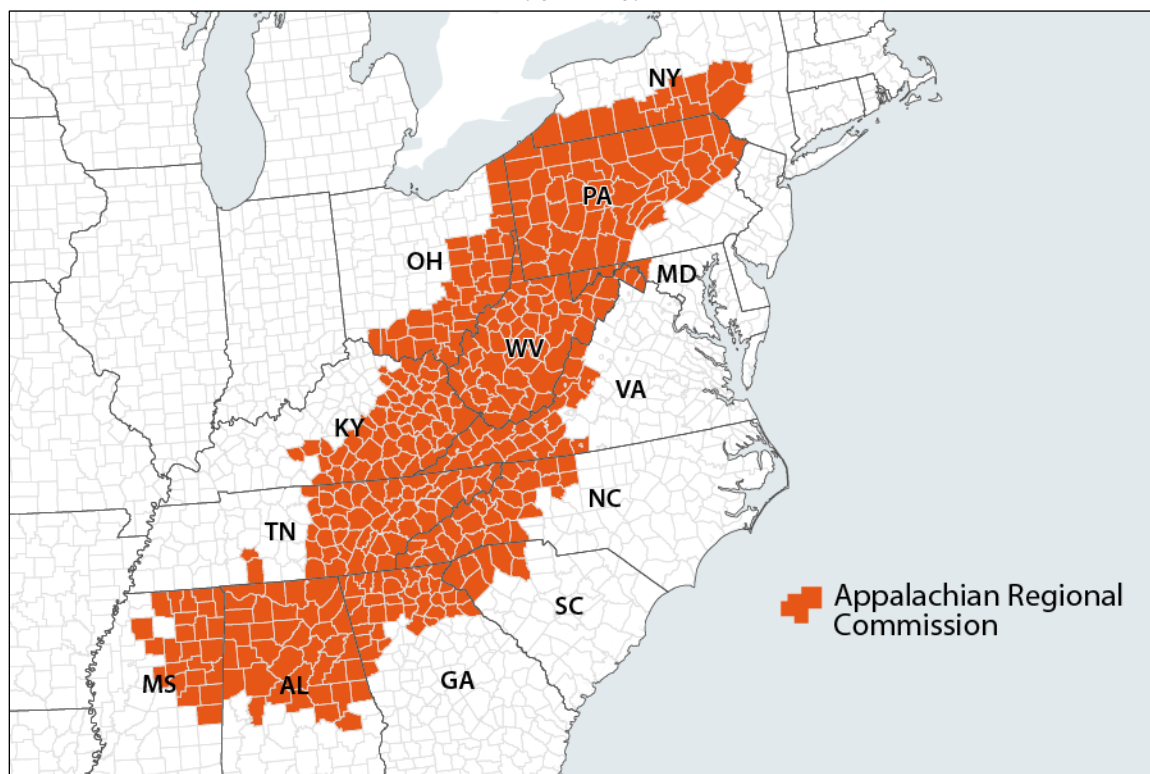 NY
PA
OH
MD
WV
VA
KY
NC
TN
SC
MS
AL
GA
Appalachian Regional
Commission